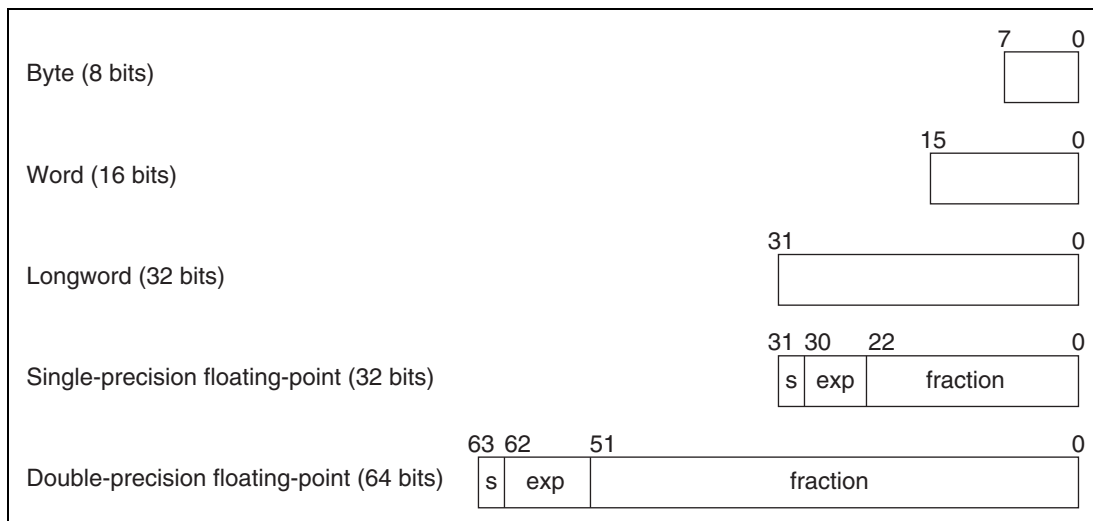 7 0
Byte (8 bits)
15 0
Word (16 bits)
31 0
Longword (32 bits)
31 30 22 0
Single-precision floating-point (32 bits) s exp fraction
63 62 51 0
Double-precision floating-point (64 bits) s exp fraction